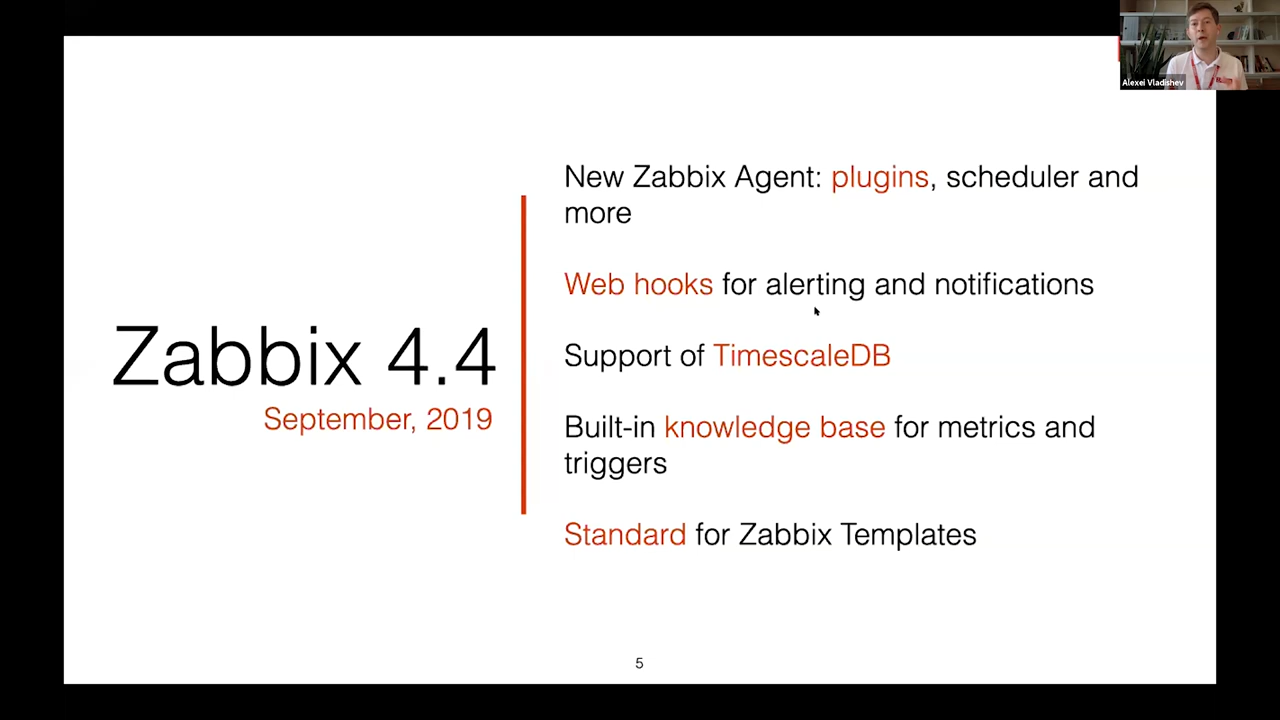 Alexei Vladishev
New Zabbix Agent: plugins, scheduler and
more
Web hooks for alerting and notifications
Zabbix 4.4
September, 2019
Support of TimescaleDB
Built-in knowledge base for metrics and
triggers
Standard for Zabbix Templates
5